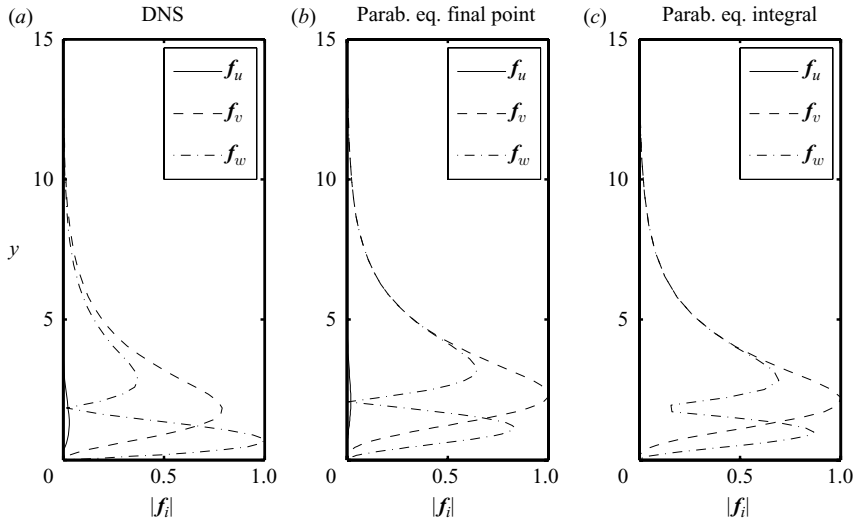 (a) DNS
15
f_u
f_v
f_w
10
y
5
0 0.5 1.0
|f_i|
(b) Parab. eq. final point
15
f_u
f_v
f_w
10
5
0 0.5 1.0
|f_i|
(c) Parab. eq. integral
15
f_u
f_v
f_w
10
5
0 0.5 1.0
|f_i|